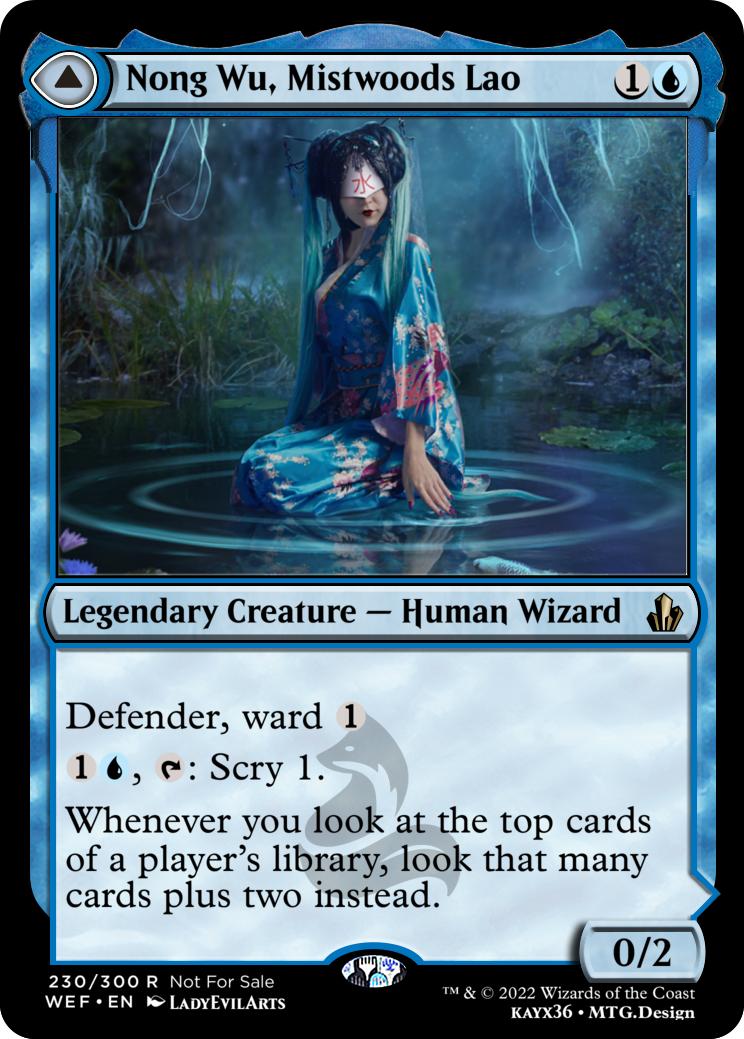 Nong Wu, Mistwoods Lao 1
水
Legendary Creature — Human Wizard
Defender, ward 1
1, : Scry 1.
Whenever you look at the top cards
of a player's library, look that many
cards plus two instead.
0/2
230/300 R Not For Sale
WEF • EN LadyEvilArts
™ & © 2022 Wizards of the Coast
KAYX36 • MTG.Design